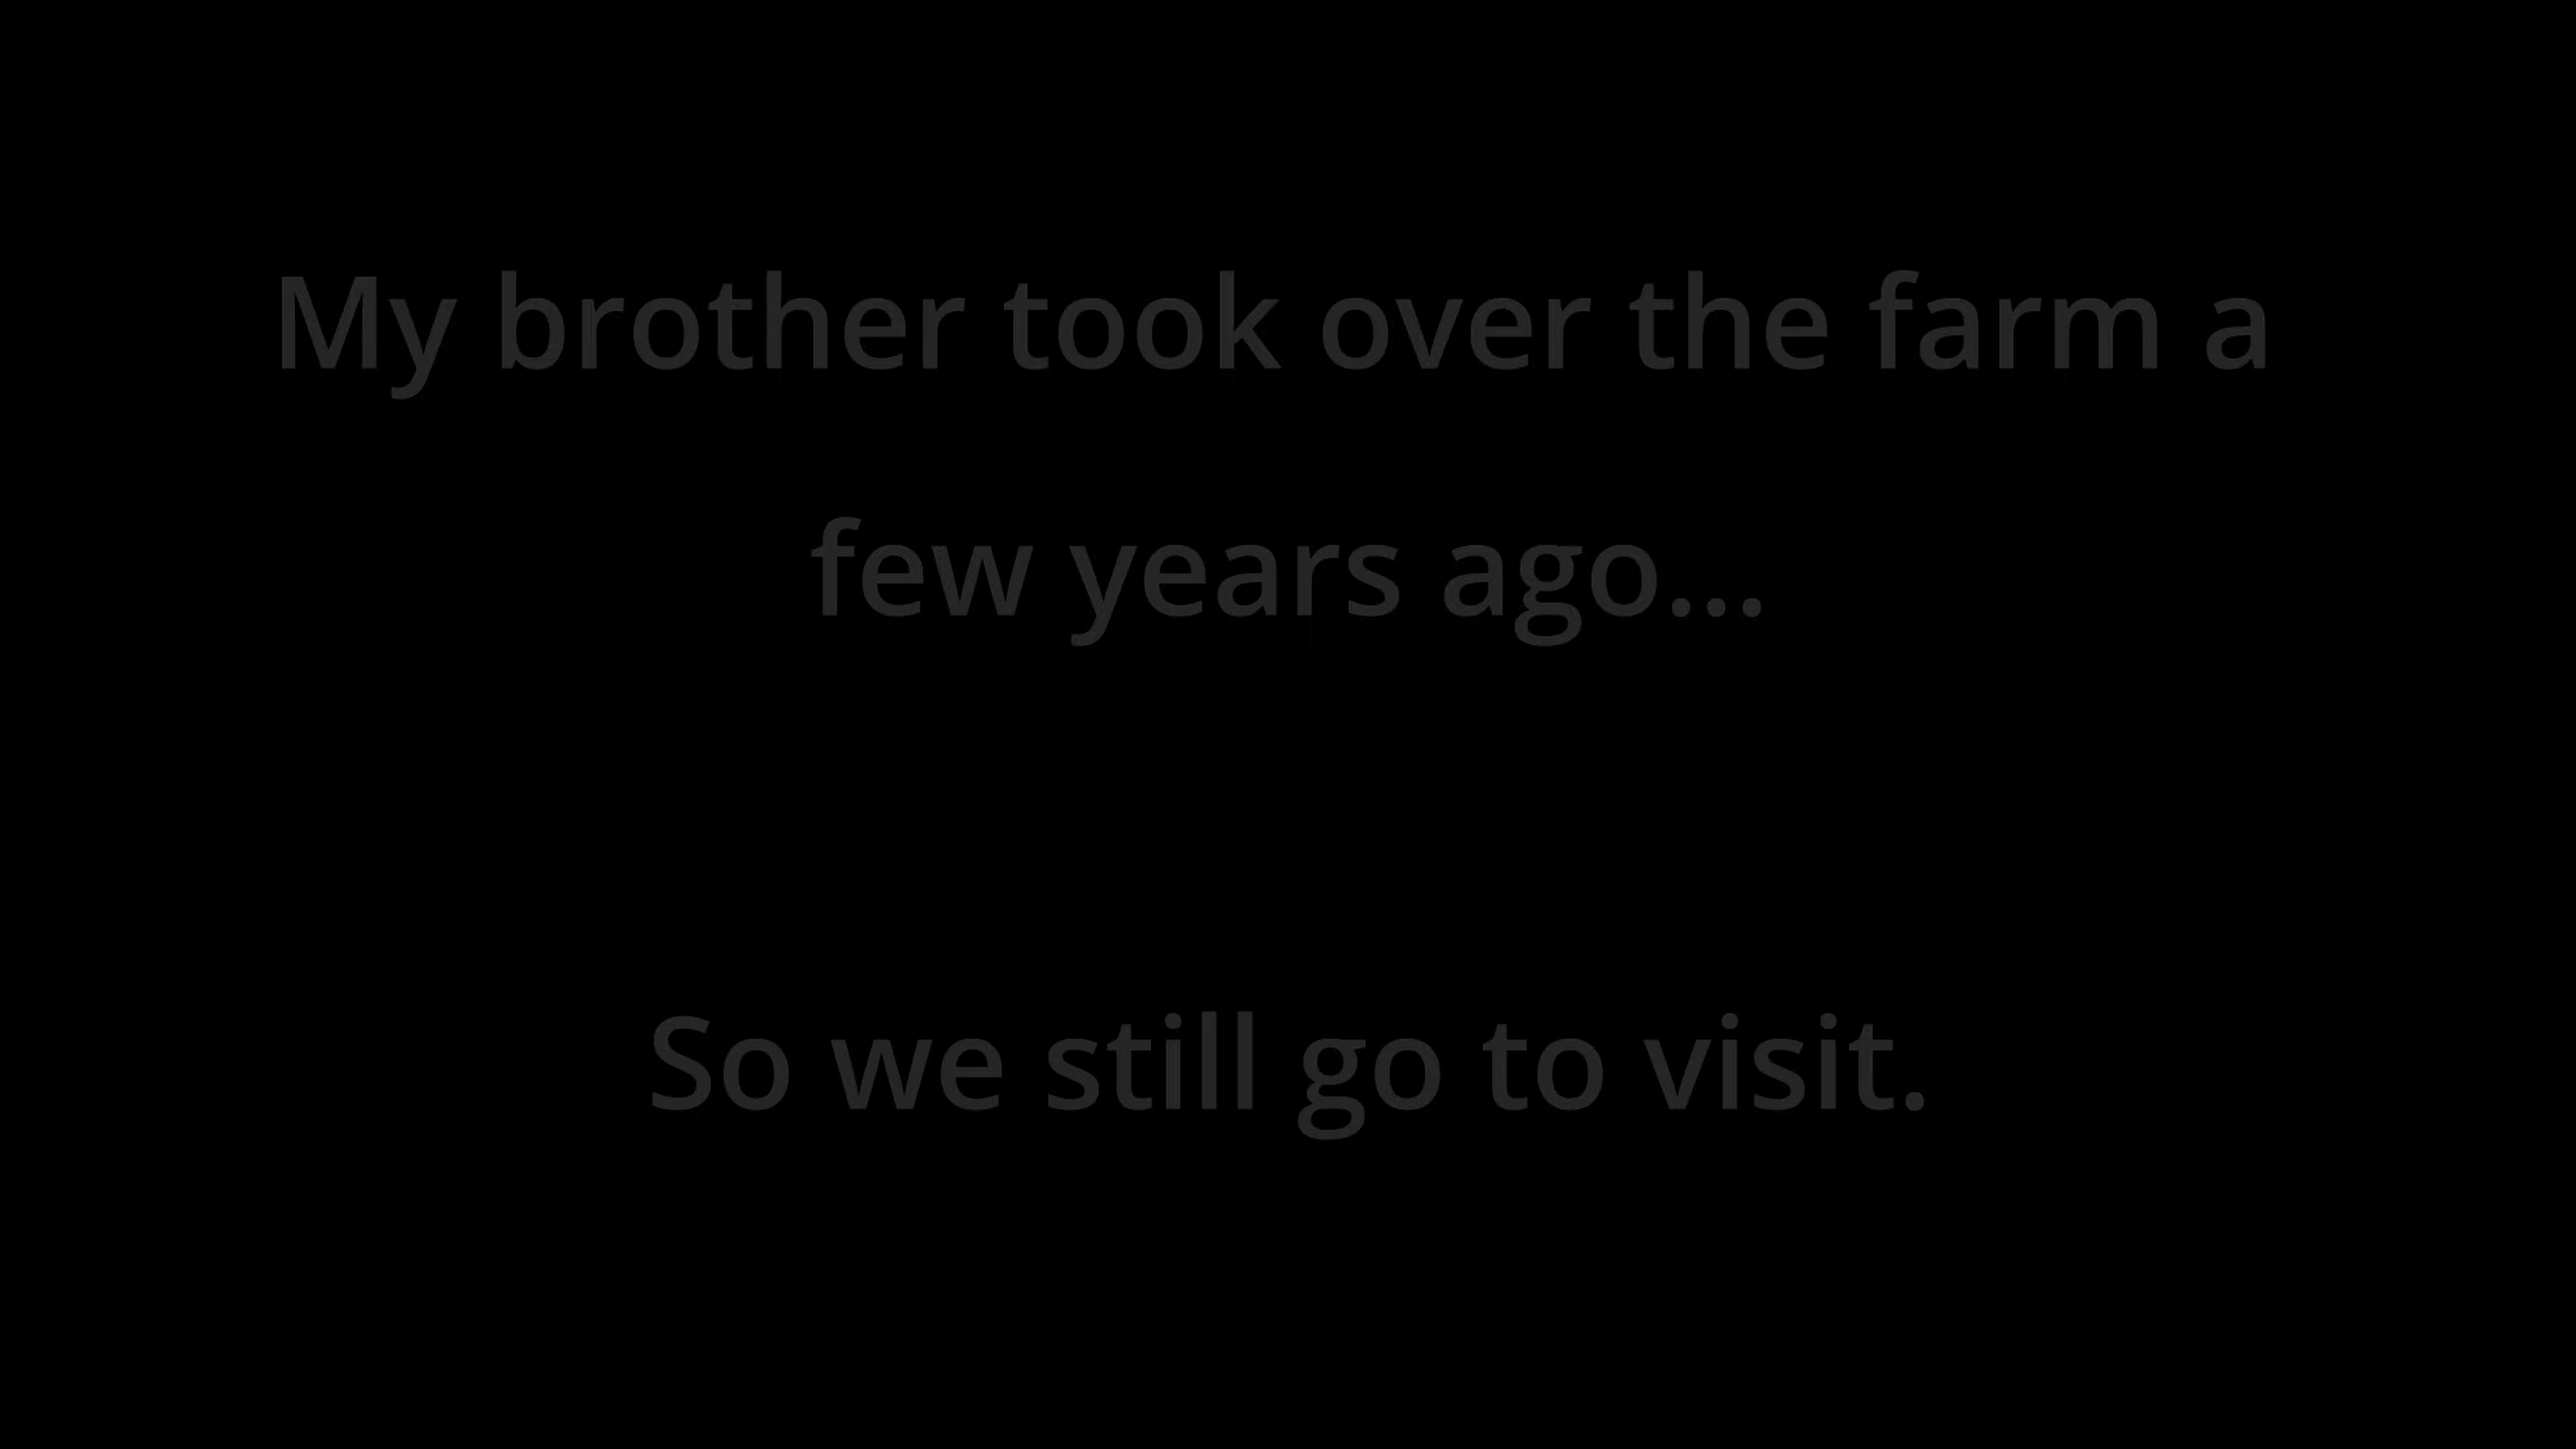 My brother took over the farm a
few years ago...
So we still go to visit.